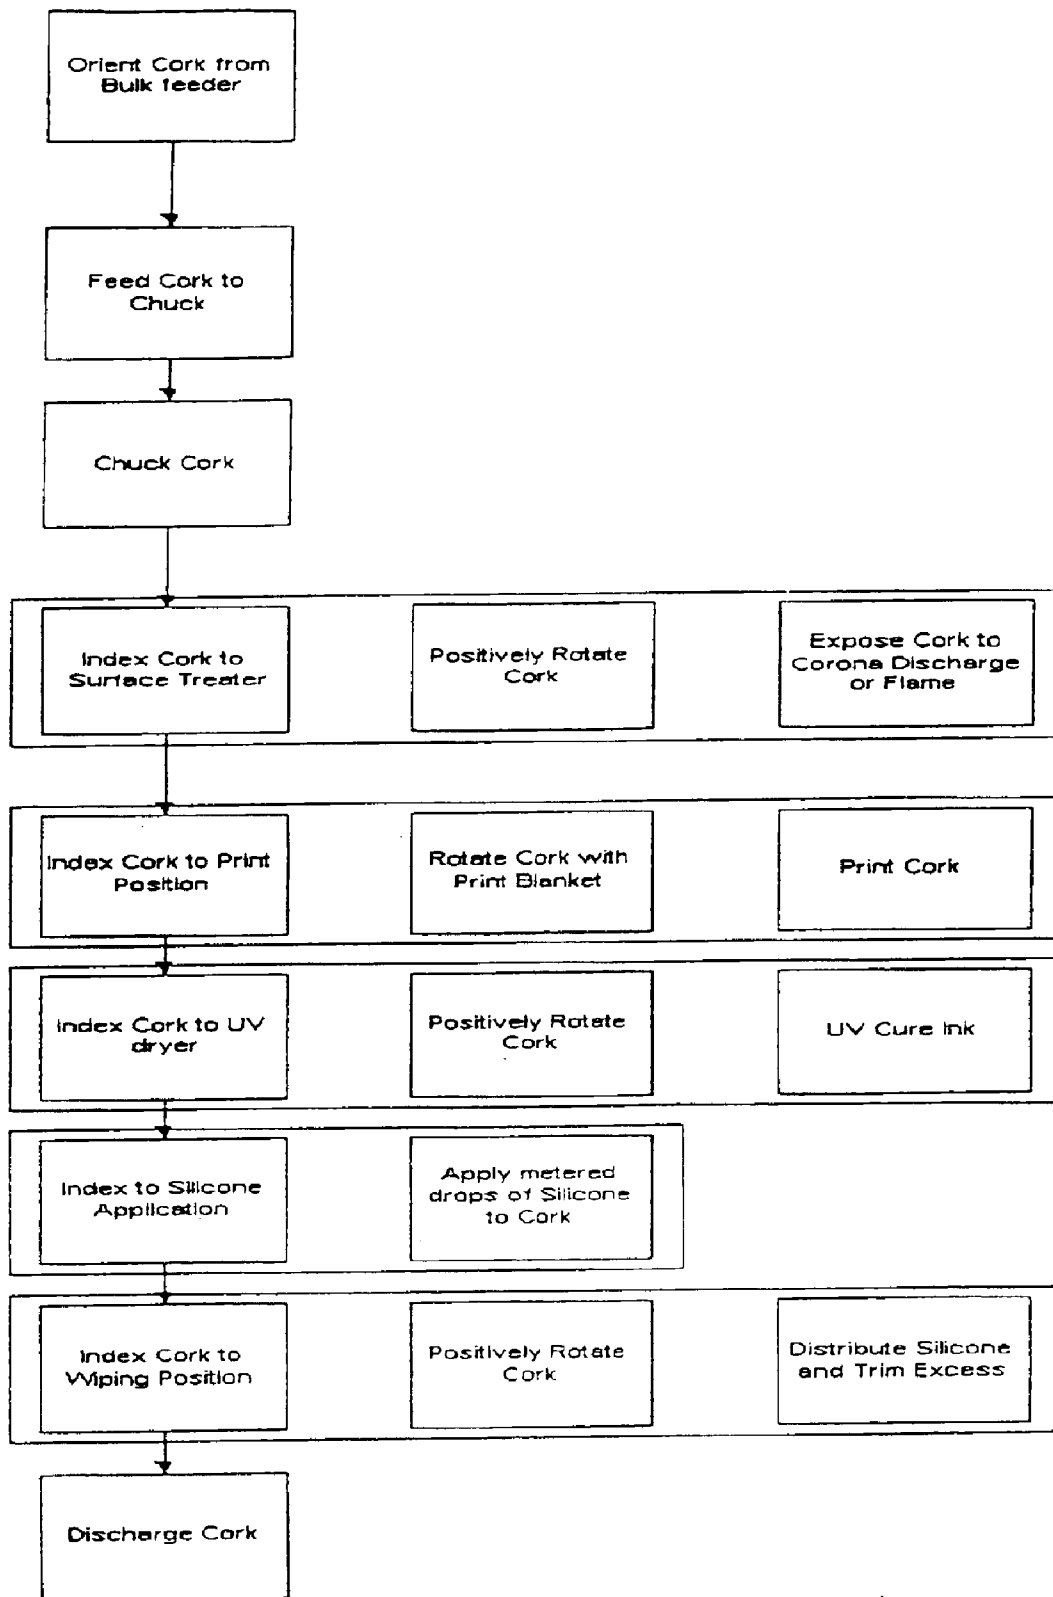 Orient Cork from
Bulk feeder
Feed Cork to
Chuck
Chuck Cork
Index Cork to
Surface Treater
Positively Rotate
Cork
Expose Cork to
Corona Discharge
or Flame
Index Cork to Print
Position
Rotate Cork with
Print Blanket
Print Cork
Index Cork to UV
dryer
Positively Rotate
Cork
UV Cure Ink
Index to Silicone
Application
Apply metered
drops of Silicone
to Cork
Index Cork to
Wiping Position
Positively Rotate
Cork
Distribute Silicone
and Trim Excess
Discharge Cork